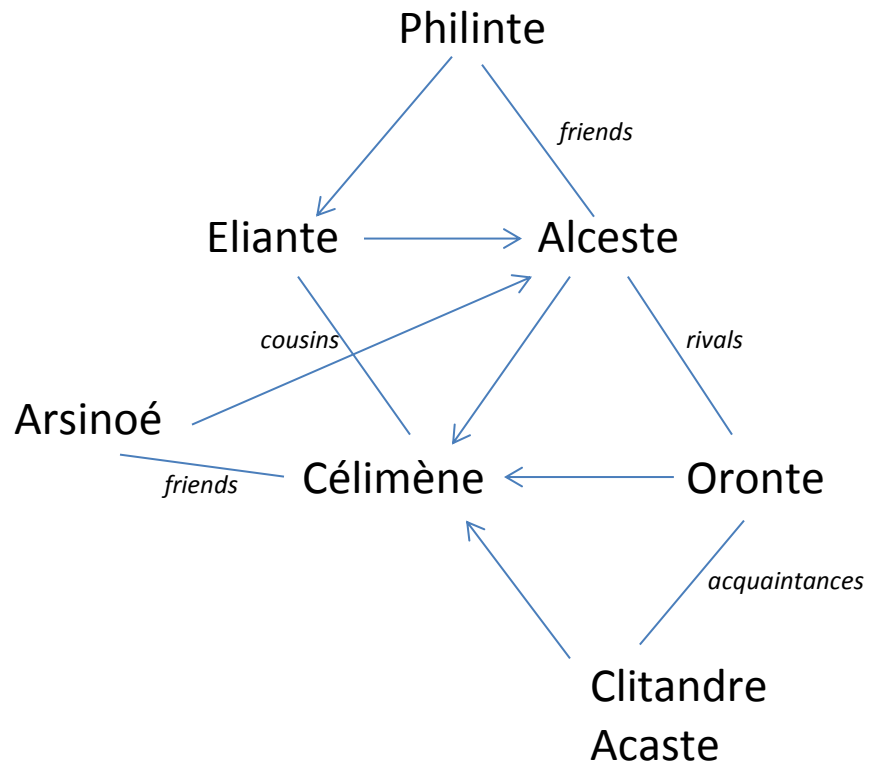 Philinte
friends
Eliante
Alceste
cousins
rivals
Arsinoé
friends
Célimène
Oronte
acquaintances
Clitandre
Acaste